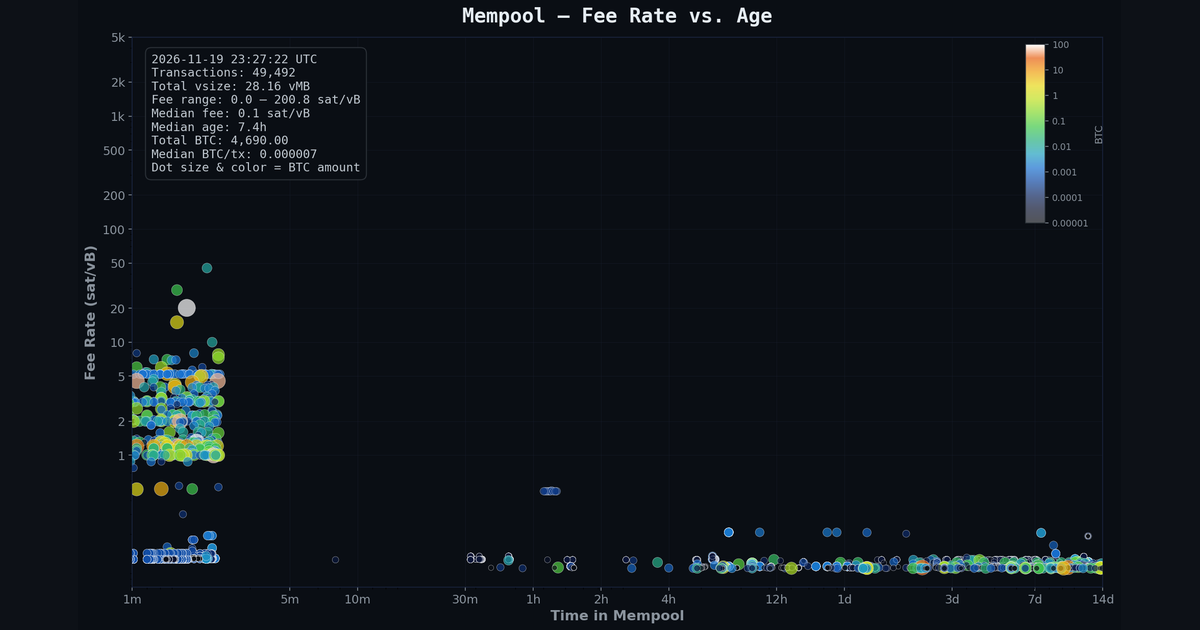 Mempool — Fee Rate vs. Age
2026-11-19 23:27:22 UTC
Transactions: 49,492
Total vsize: 28.16 vMB
Fee range: 0.0 — 200.8 sat/vB
Median fee: 0.1 sat/vB
Median age: 7.4h
Total BTC: 4,690.00
Median BTC/tx: 0.000007
Dot size & color = BTC amount
5k
2k
1k
500
200
100
50
20
10
5
2
1
Fee Rate (sat/vB)
100
10
1
0.1
0.01
0.001
0.0001
0.00001
BTC
1m 5m 10m 30m 1h 2h 4h 12h 1d 3d 7d 14d
Time in Mempool